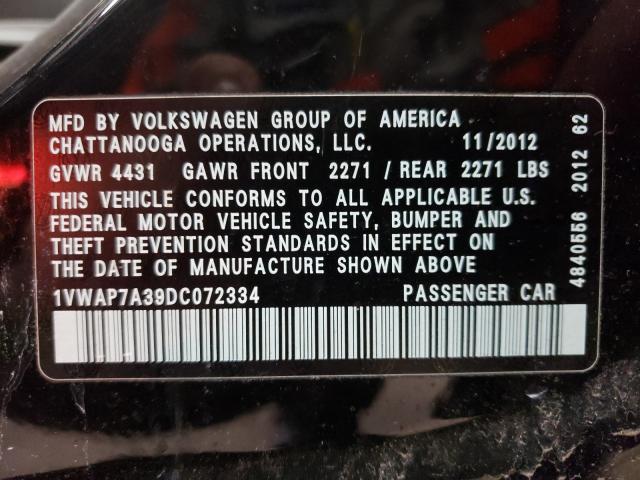 MFD BY VOLKSWAGEN GROUP OF AMERICA
CHATTANOOGA OPERATIONS, LLC. 11/2012
GVWR 4431 GAWR FRONT 2271 / REAR 2271 LBS
THIS VEHICLE CONFORMS TO ALL APPLICABLE U.S.
FEDERAL MOTOR VEHICLE SAFETY, BUMPER AND
THEFT PREVENTION STANDARDS IN EFFECT ON
THE DATE OF MANUFACTURE SHOWN ABOVE
1VWAP7A39DC072334 PASSENGER CAR
4840556 2012 62